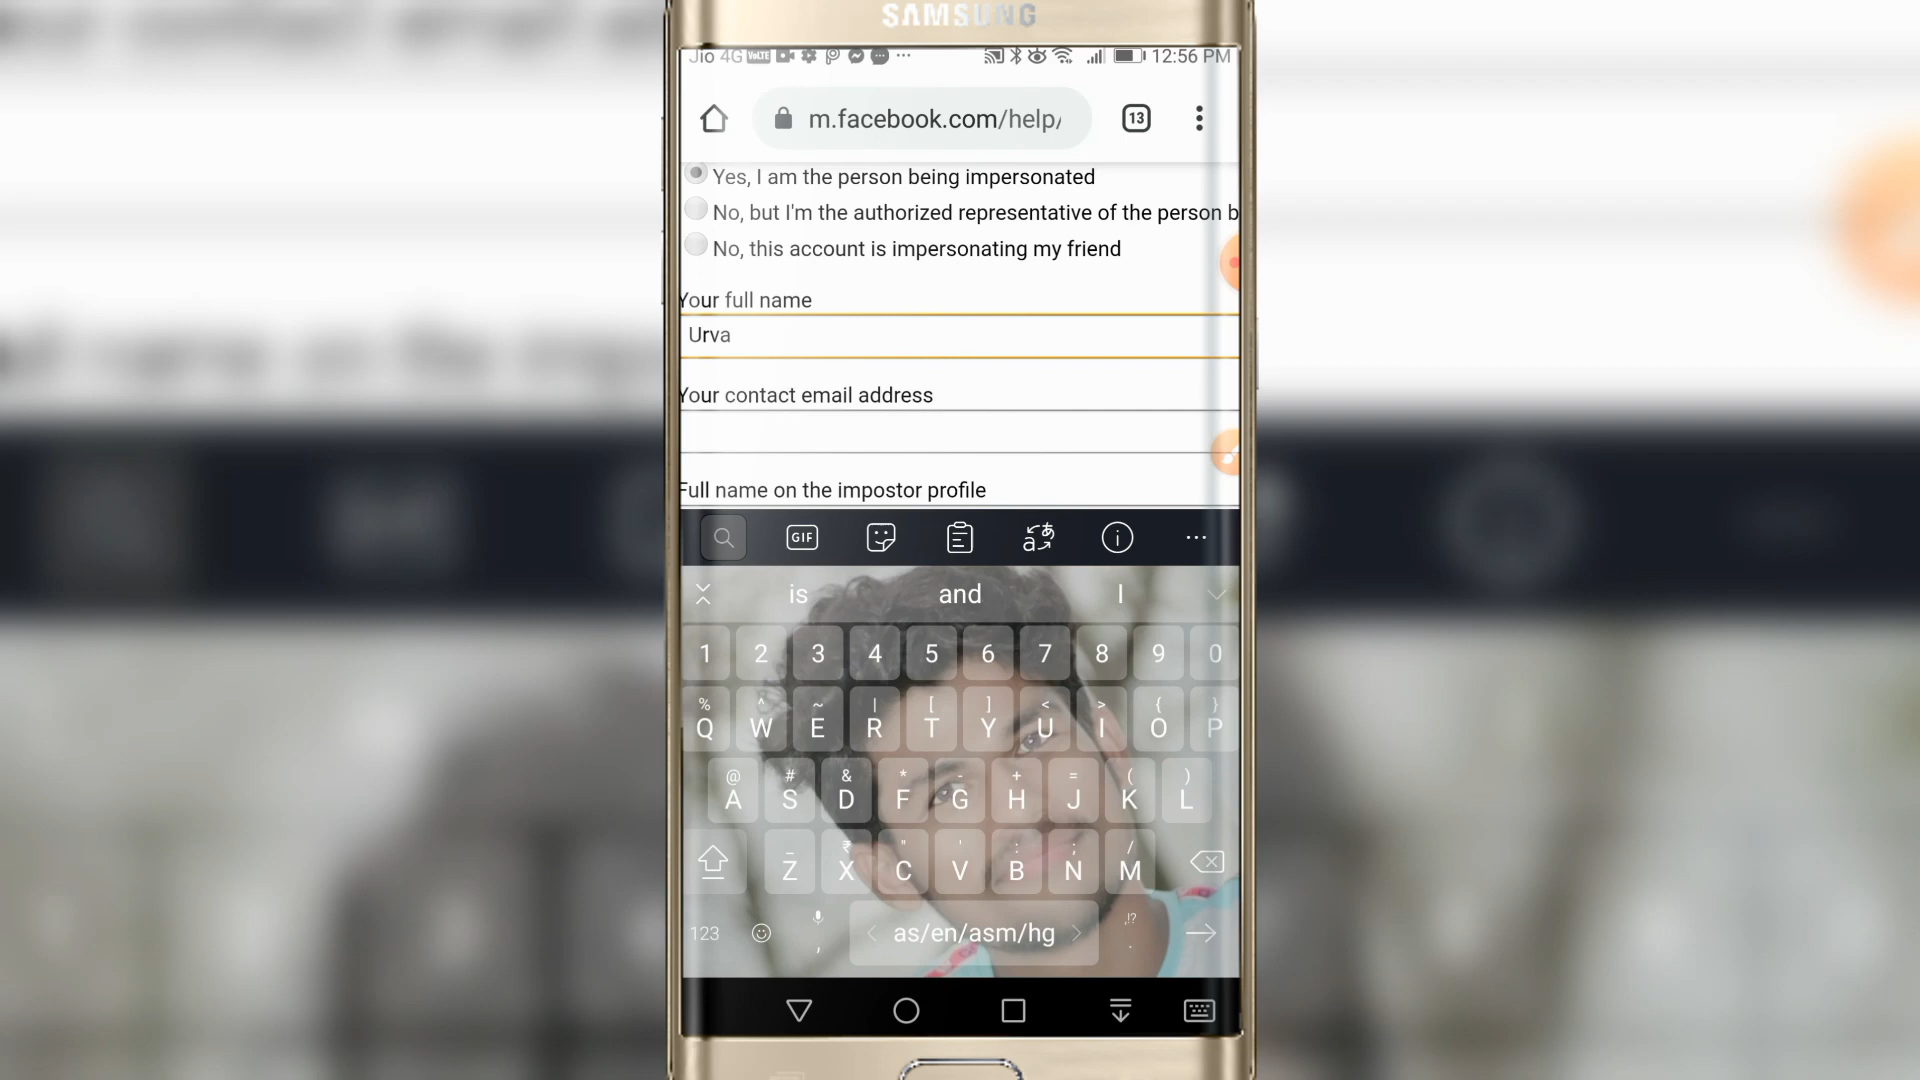 SAMSUNG
Jio 4G VoLTE 12:56 PM
m.facebook.com/help/ 13
Yes, I am the person being impersonated
No, but I'm the authorized representative of the person b
No, this account is impersonating my friend
Your full name
Urva
Your contact email address
Full name on the impostor profile
GIF
is and I
1 2 3 4 5 6 7 8 9 0
% ^ ~ | [ ] < > { }
Q W E R T Y U I O P
@ # & * - + = ( )
A S D F G H J K L
_ ₹ " ' : ; /
Z X C V B N M
123 , < as/en/asm/hg > ,!? .